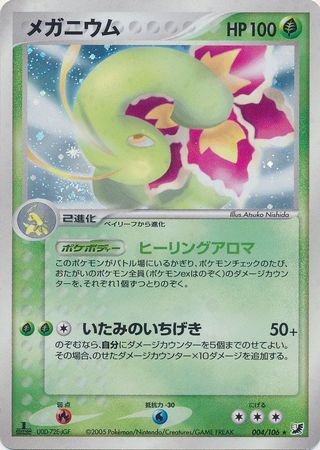 メガニウム HP100
Illus.Atsuko Nishida
2進化 ベイリーフから進化
ポケボディー ヒーリングアロマ
このポケモンがバトル場にいるかぎり、ポケモンチェックのたび、
おたがいのポケモン全員(ポケモンexはのぞく)のダメージカウンター
を、それぞれ1個ずつとりのぞく。
いたみのいちげき 50+
のぞむなら、自分にダメージカウンターを5個までのせてよい。
その場合、のせたダメージカウンター×10ダメージを追加する。
弱点 抵抗力 -30 にげる
©2005 Pokémon/Nintendo/Creatures/GAME FREAK. 004/106 ★